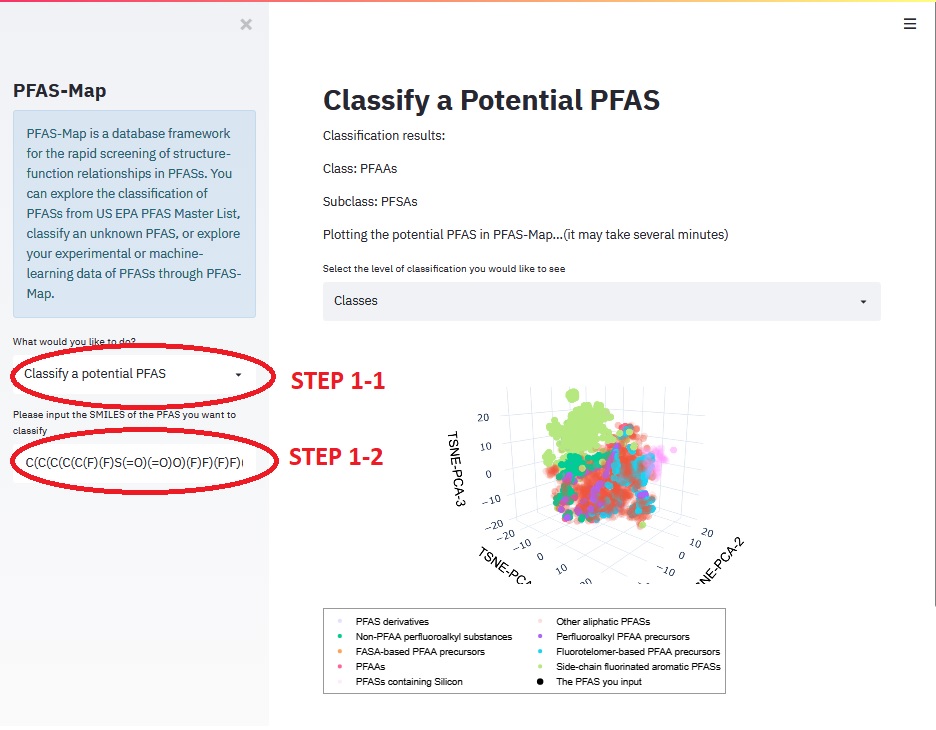 ×
PFAS-Map
PFAS-Map is a database framework
for the rapid screening of structure-
function relationships in PFASs. You
can explore the classification of
PFASs from US EPA PFAS Master List,
classify an unknown PFAS, or explore
your experimental or machine-
learning data of PFASs through PFAS-
Map.
What would you like to do?
Classify a potential PFAS
STEP 1-1
Please input the SMILES of the PFAS you want to
classify
C(C(C(C(C(F)(F)S(=O)(=O)O)(F)F)(F)F)(
STEP 1-2
Classify a Potential PFAS
Classification results:
Class: PFAAs
Subclass: PFSAs
Plotting the potential PFAS in PFAS-Map...(it may take several minutes)
Select the level of classification you would like to see
Classes
TSNE-PCA-3
20
10
0
−10
−20
−20
−10
0
10
20
TSNE-PCA
20
10
0
−10
NE-PCA-2
PFAS derivatives
Non-PFAA perfluoroalkyl substances
FASA-based PFAA precursors
PFAAs
PFASs containing Silicon
Other aliphatic PFASs
Perfluoroalkyl PFAA precursors
Fluorotelomer-based PFAA precursors
Side-chain fluorinated aromatic PFASs
The PFAS you input